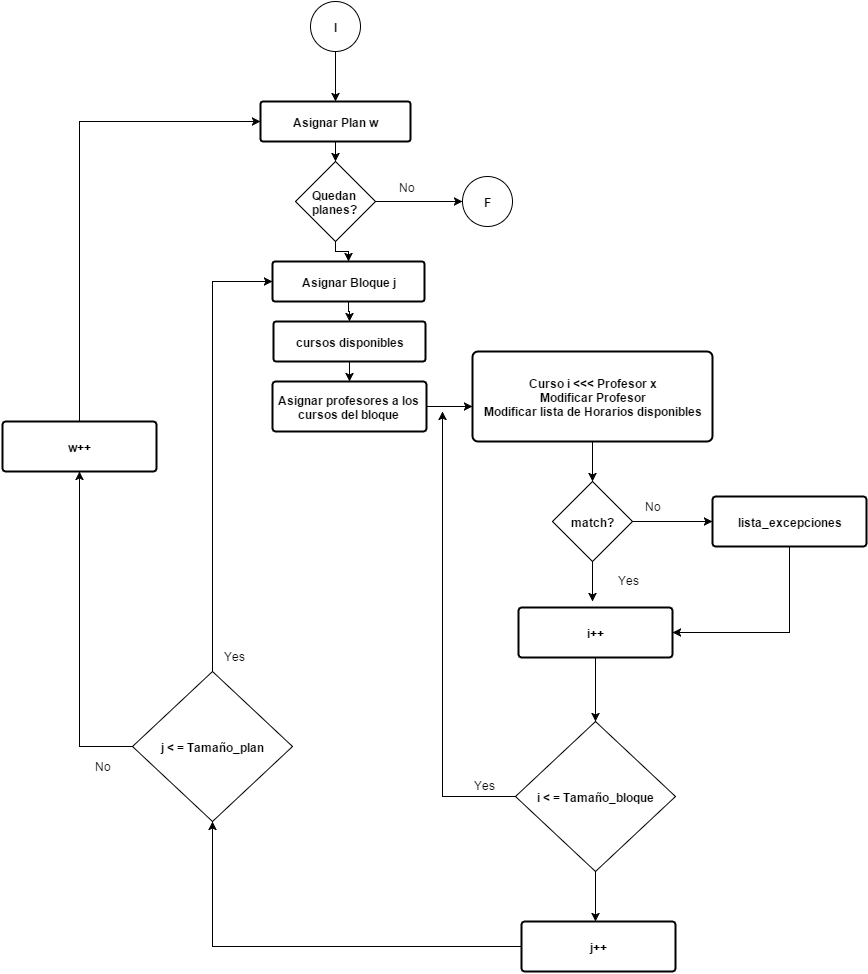 I
Asignar Plan w
Quedan
planes?
No
F
Asignar Bloque j
cursos disponibles
Asignar profesores a los
cursos del bloque
Curso i <<< Profesor x
Modificar Profesor
Modificar lista de Horarios disponibles
w++
match?
No
lista_excepciones
Yes
i++
Yes
j < = Tamaño_plan
No
Yes
i < = Tamaño_bloque
j++